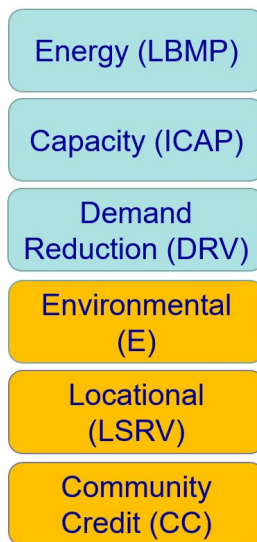 Energy (LBMP)
Capacity (ICAP)
Demand
Reduction (DRV)
Environmental
(E)
Locational
(LSRV)
Community
Credit (CC)